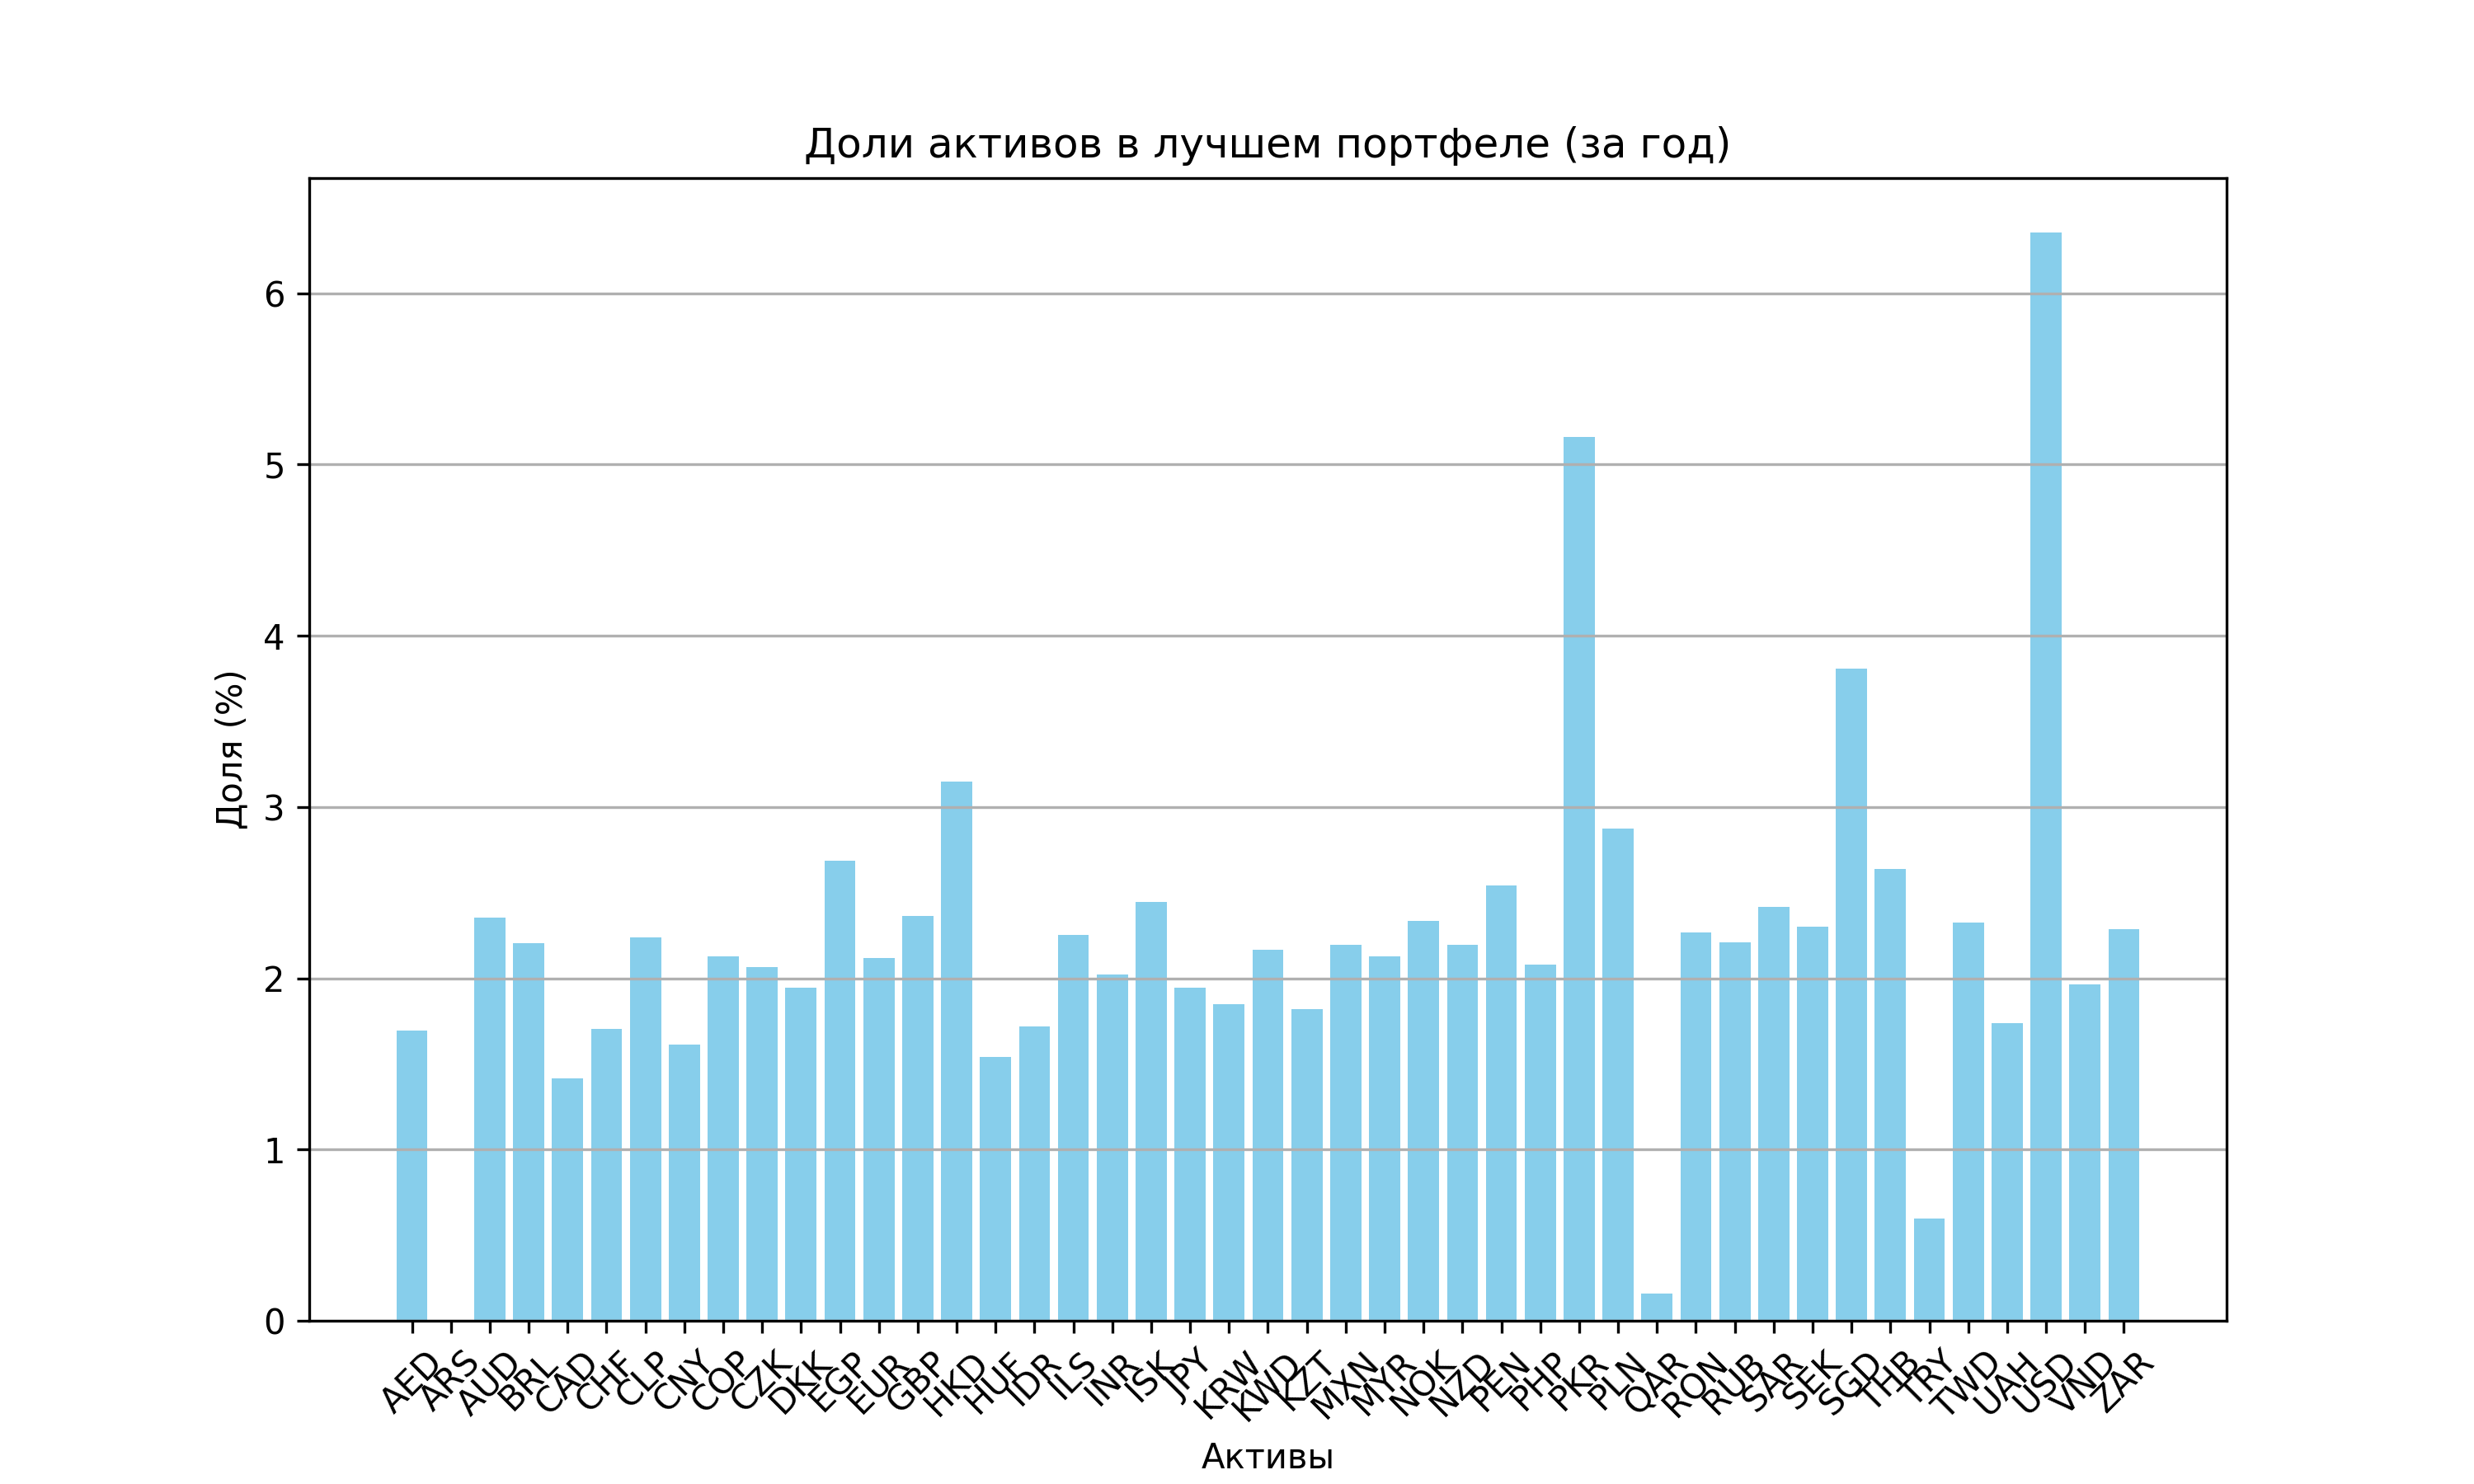 Доли активов в лучшем портфеле (за год)
Доля (%)
6
5
4
3
2
1
0
AED ARS AUD BRL CAD CHF CLP CNY COP CZK DKK EGP EUR GBP HKD HUF IDR ILS INR ISK JPY KRW KWD KZT MXN MYR NOK NZD PEN PHP PKR PLN QAR RON RUB SAR SEK SGD THB TRY TWD UAH USD VND ZAR
Активы